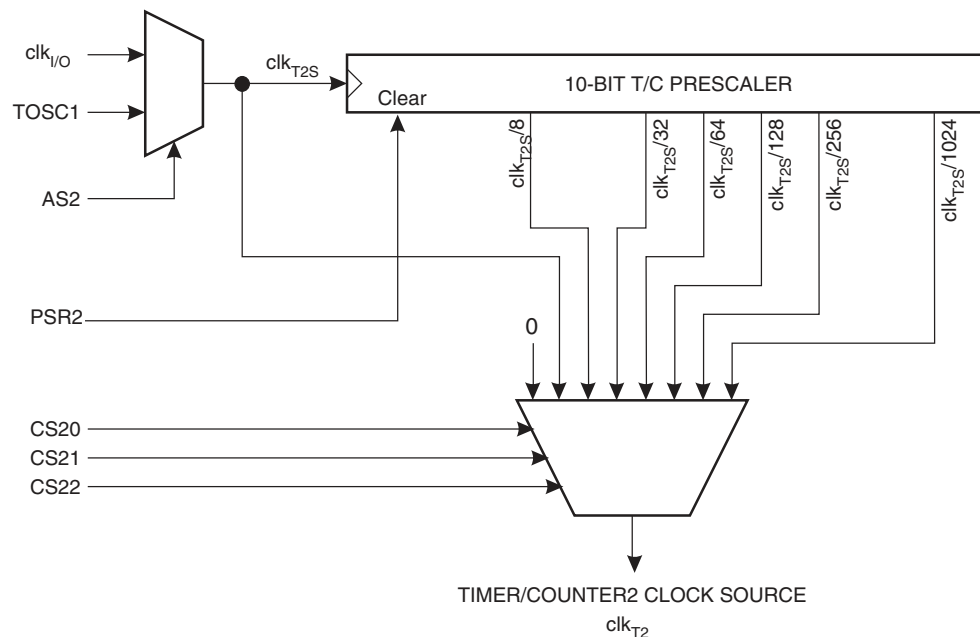 clkI/O
clkT2S
10-BIT T/C PRESCALER
TOSC1
Clear
clkT2S/8
clkT2S/32
clkT2S/64
clkT2S/128
clkT2S/256
clkT2S/1024
AS2
PSR2
0
CS20
CS21
CS22
TIMER/COUNTER2 CLOCK SOURCE
clkT2